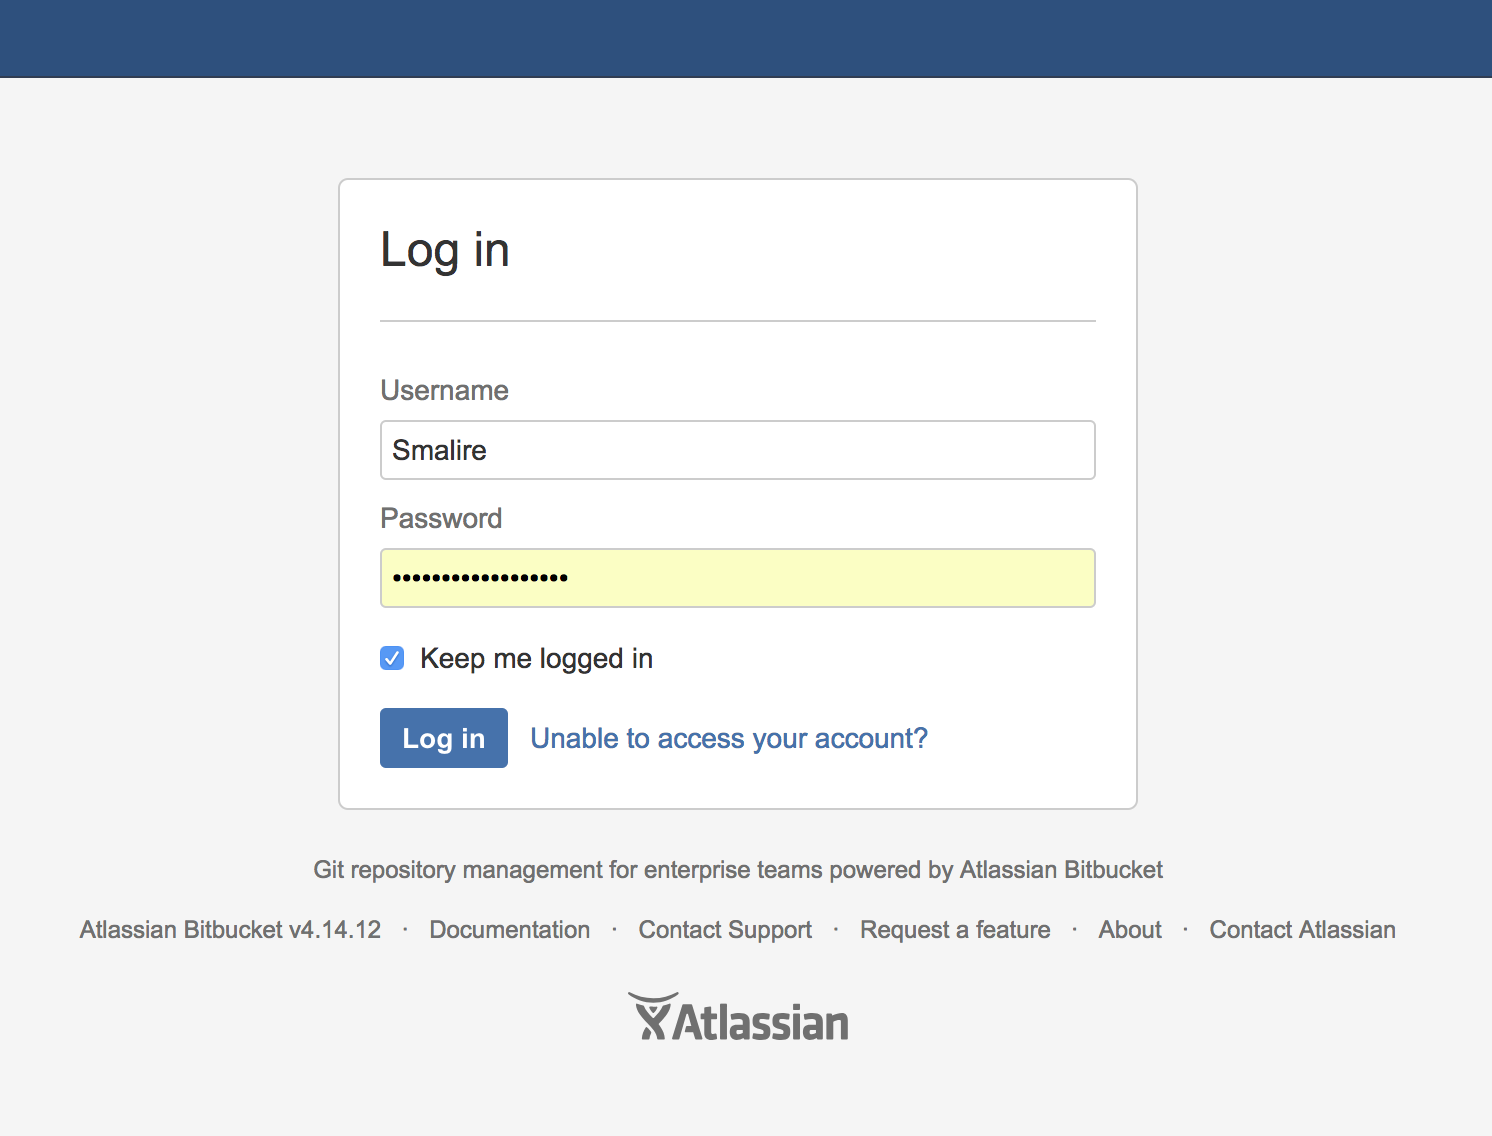 Log in
Username
Smalire
Password
••••••••••••••••••
Keep me logged in
Log in Unable to access your account?
Git repository management for enterprise teams powered by Atlassian Bitbucket
Atlassian Bitbucket v4.14.12 · Documentation · Contact Support · Request a feature · About · Contact Atlassian
Atlassian